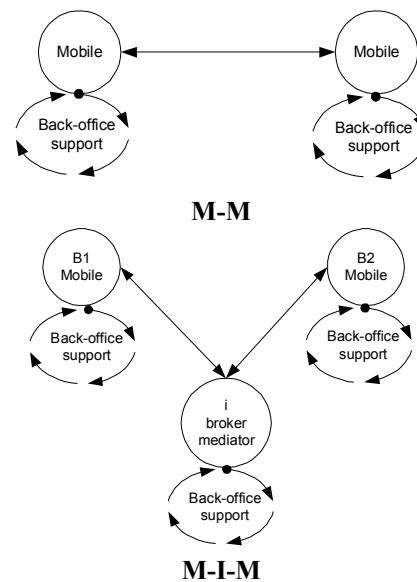 Mobile
Mobile
Back-office
support
Back-office
support
M-M
B1
Mobile
B2
Mobile
Back-office
support
Back-office
support
i
broker
mediator
Back-office
support
M-I-M